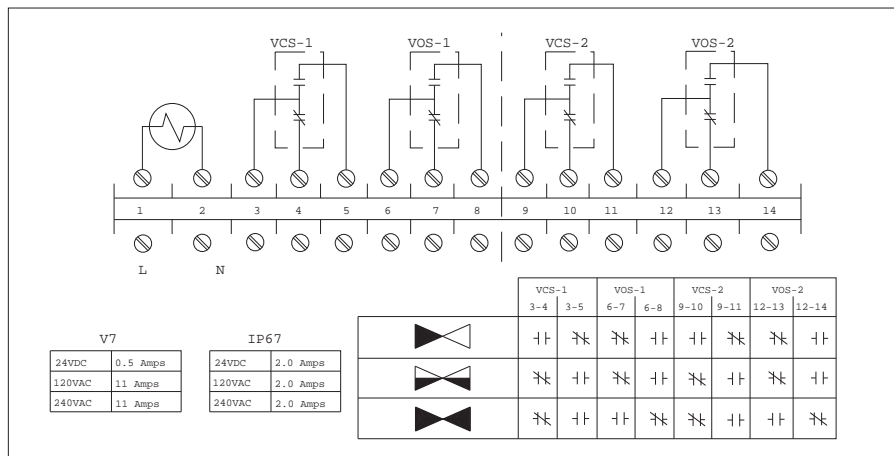 VCS-1 VOS-1 VCS-2 VOS-2
1 2 3 4 5 6 7 8 9 10 11 12 13 14
L N
VCS-1 VOS-1 VCS-2 VOS-2
3-4 3-5 6-7 6-8 9-10 9-11 12-13 12-14
V7
24VDC 0.5 Amps
120VAC 11 Amps
240VAC 11 Amps
IP67
24VDC 2.0 Amps
120VAC 2.0 Amps
240VAC 2.0 Amps